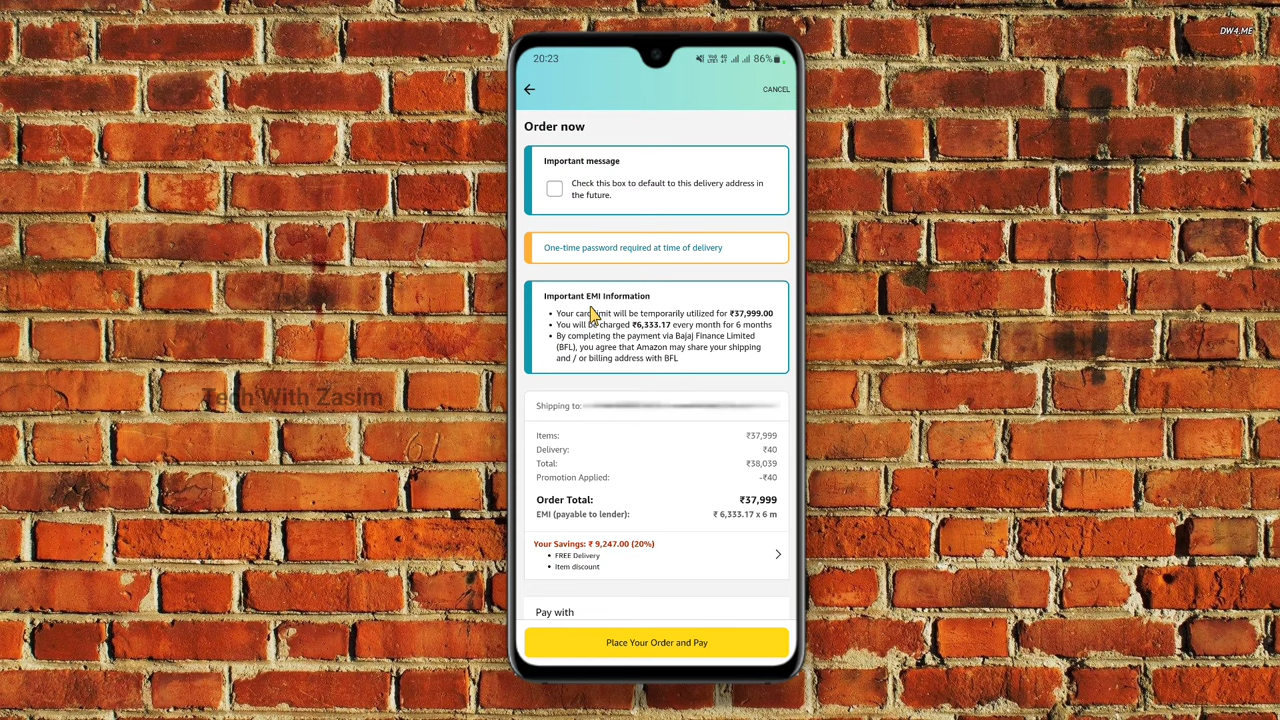 DW4.ME
20:23
86%
CANCEL
Order now
Important message
Check this box to default to this delivery address in
the future.
One-time password required at time of delivery
Important EMI Information
Your card limit will be temporarily utilized for ₹37,999.00
You will be charged ₹6,333.17 every month for 6 months
By completing the payment via Bajaj Finance Limited
(BFL), you agree that Amazon may share your shipping
and / or billing address with BFL
Tech With Zasim
Shipping to:
Items: ₹37,999
Delivery: ₹40
Total: ₹38,039
Promotion Applied: -₹40
Order Total: ₹37,999
EMI (payable to lender): ₹ 6,333.17 x 6 m
Your Savings: ₹ 9,247.00 (20%)
FREE Delivery
Item discount
Pay with
Place Your Order and Pay